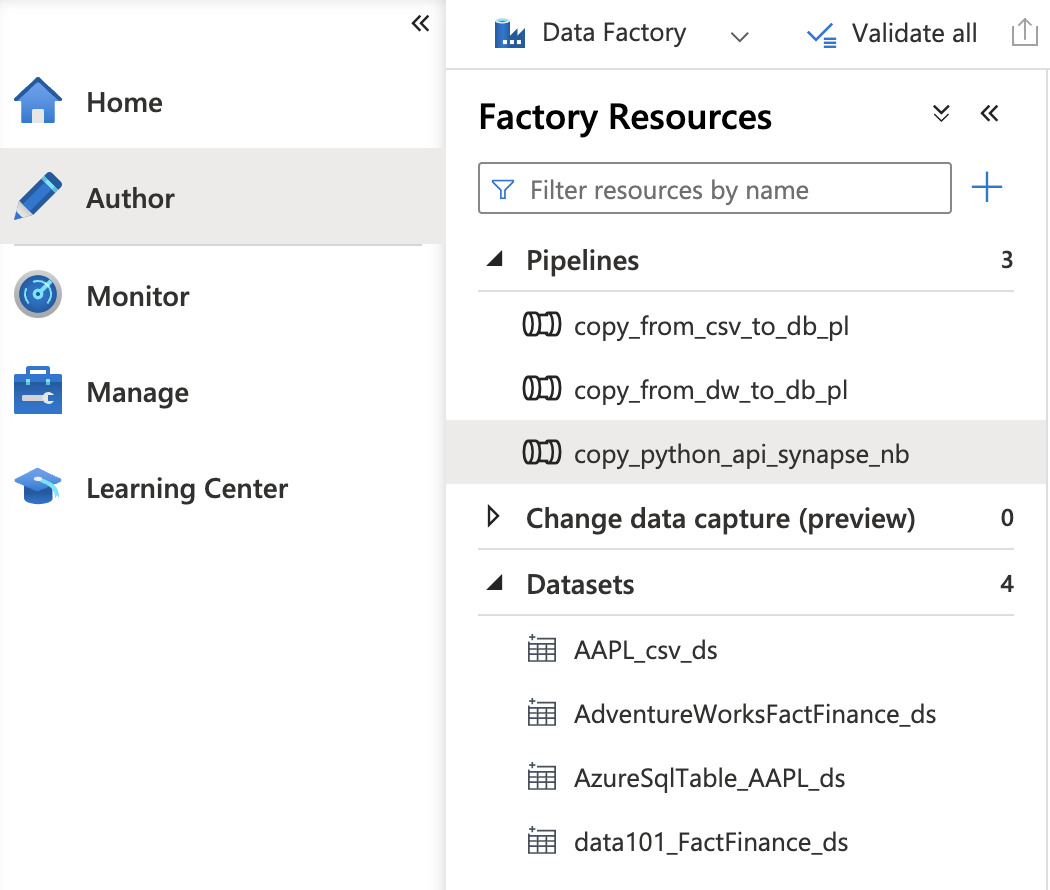 Home
Author
Monitor
Manage
Learning Center
Data Factory
Validate all
Factory Resources
Filter resources by name
Pipelines 3
copy_from_csv_to_db_pl
copy_from_dw_to_db_pl
copy_python_api_synapse_nb
Change data capture (preview) 0
Datasets 4
AAPL_csv_ds
AdventureWorksFactFinance_ds
AzureSqlTable_AAPL_ds
data101_FactFinance_ds